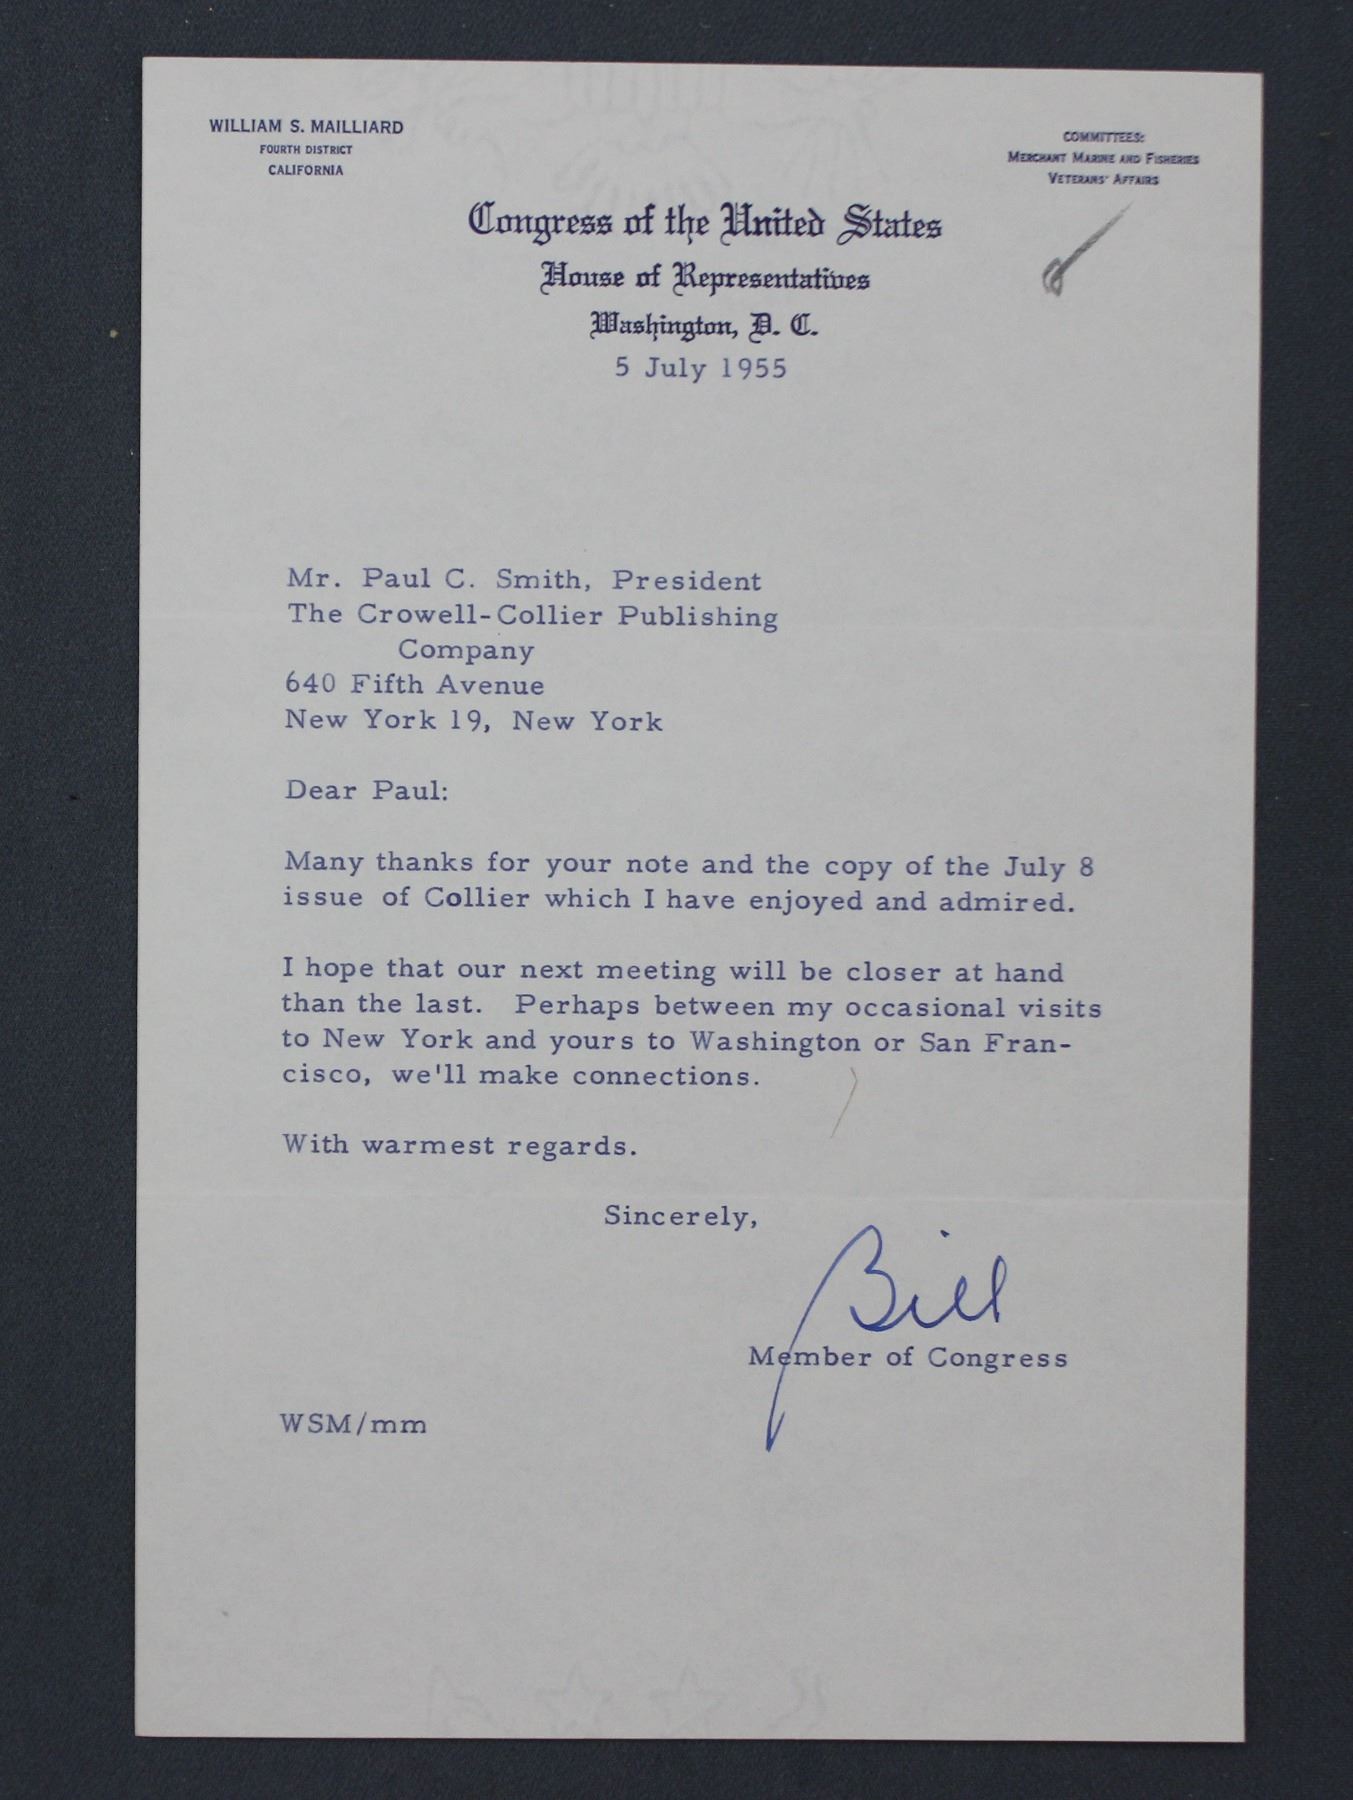 WILLIAM S. MAILLIARD
FOURTH DISTRICT
CALIFORNIA
COMMITTEES:
MERCHANT MARINE AND FISHERIES
VETERANS' AFFAIRS
Congress of the United States
House of Representatives
Washington, D. C.
5 July 1955
Mr. Paul C. Smith, President
The Crowell-Collier Publishing
Company
640 Fifth Avenue
New York 19, New York
Dear Paul:
Many thanks for your note and the copy of the July 8
issue of Collier which I have enjoyed and admired.
I hope that our next meeting will be closer at hand
than the last. Perhaps between my occasional visits
to New York and yours to Washington or San Fran-
cisco, we'll make connections.
With warmest regards.
Sincerely,
Bill
Member of Congress
WSM/mm